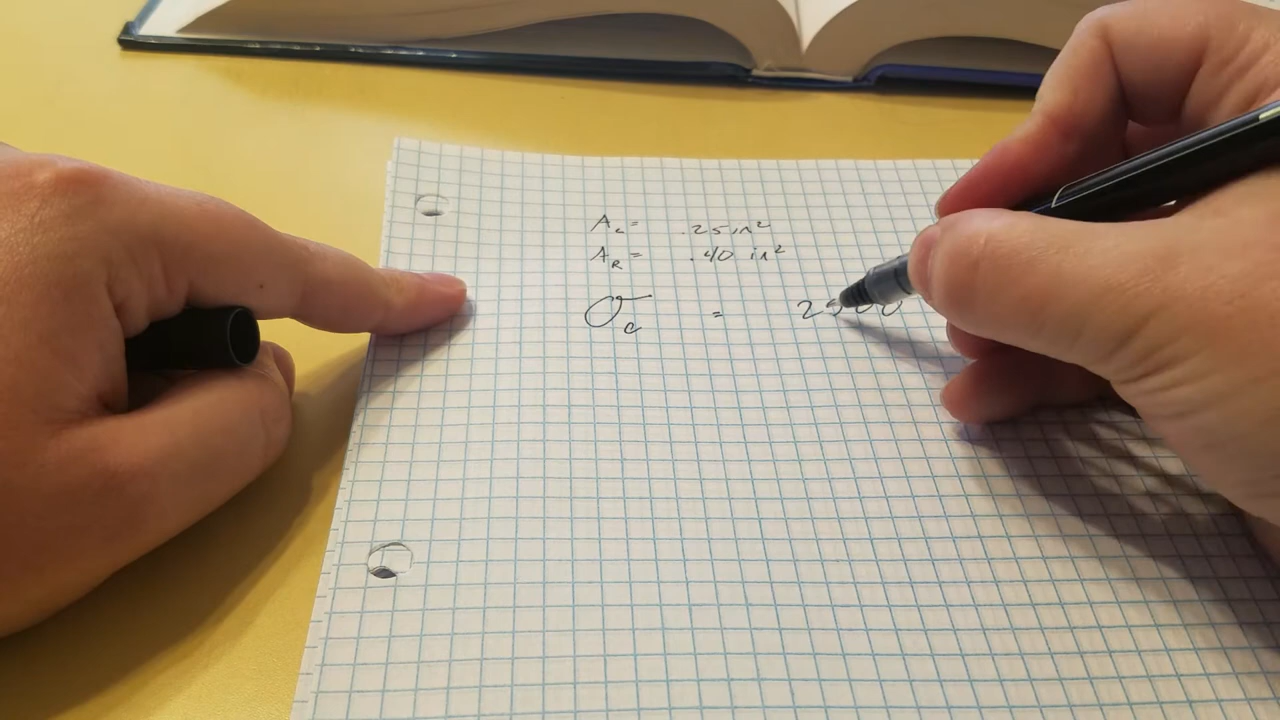 A_c = .25 in²
A_R = .40 in²
σ_c = 2500